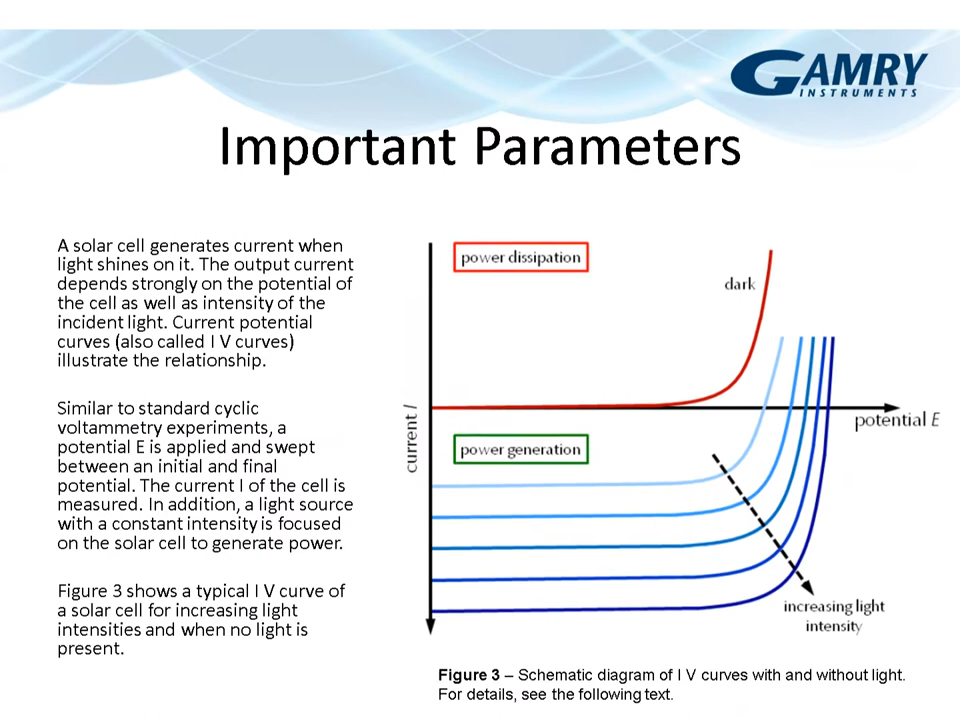 GAMRY
INSTRUMENTS
Important Parameters
A solar cell generates current when
light shines on it. The output current
depends strongly on the potential of
the cell as well as intensity of the
incident light. Current potential
curves (also called I V curves)
illustrate the relationship.
Similar to standard cyclic
voltammetry experiments, a
potential E is applied and swept
between an initial and final
potential. The current I of the cell is
measured. In addition, a light source
with a constant intensity is focused
on the solar cell to generate power.
Figure 3 shows a typical I V curve of
a solar cell for increasing light
intensities and when no light is
present.
power dissipation
dark
current I
potential E
power generation
increasing light
intensity
Figure 3 – Schematic diagram of I V curves with and without light.
For details, see the following text.